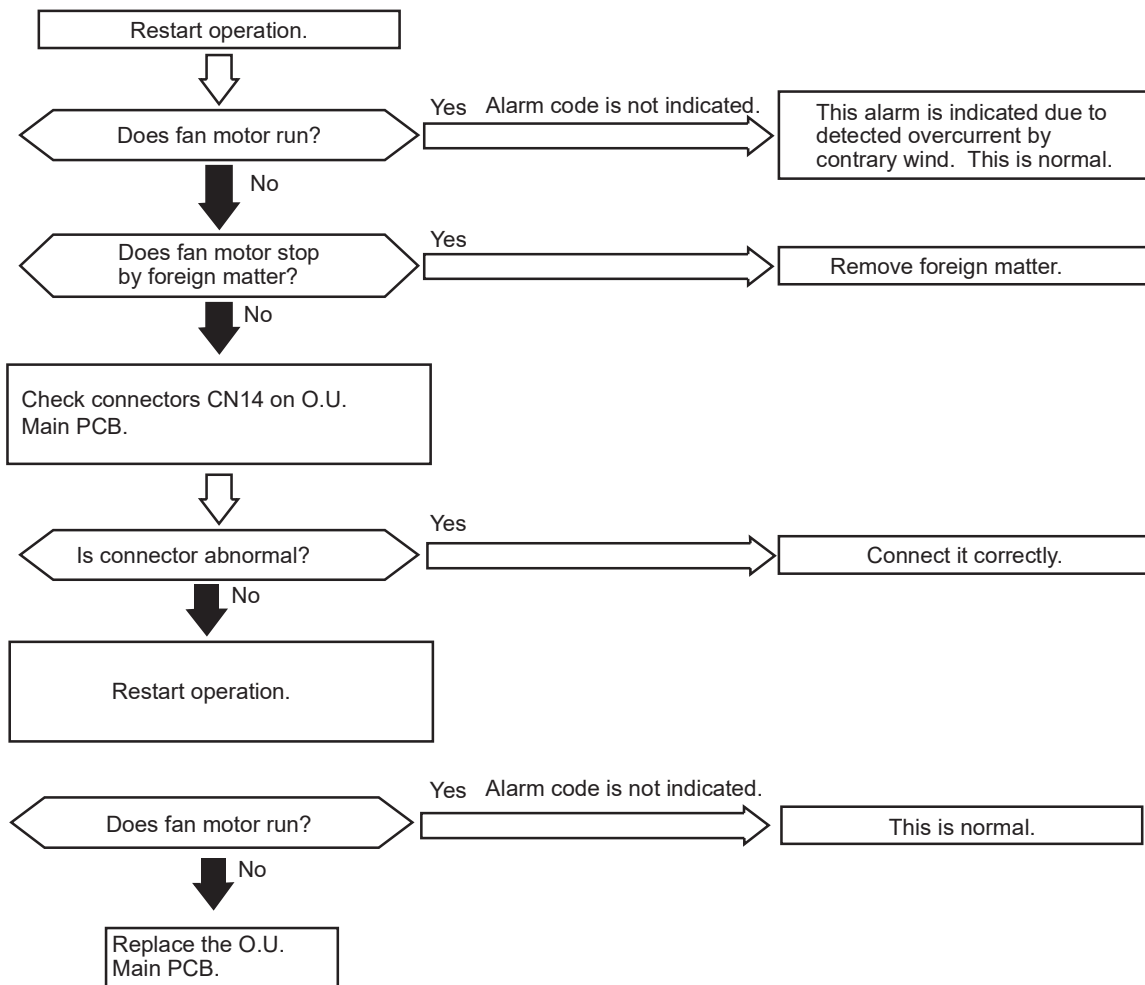 Restart operation.
Does fan motor run?
Yes Alarm code is not indicated.
This alarm is indicated due to
detected overcurrent by
contrary wind. This is normal.
No
Does fan motor stop
by foreign matter?
Yes
Remove foreign matter.
No
Check connectors CN14 on O.U.
Main PCB.
Is connector abnormal?
Yes
Connect it correctly.
No
Restart operation.
Does fan motor run?
Yes Alarm code is not indicated.
This is normal.
No
Replace the O.U.
Main PCB.